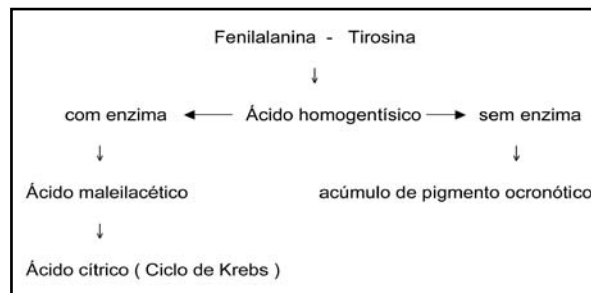 Fenilalanina - Tirosina
↓
com enzima ← Ácido homogentísico → sem enzima
↓ ↓
Ácido maleilacético acúmulo de pigmento ocronótico
↓
Ácido cítrico ( Ciclo de Krebs )